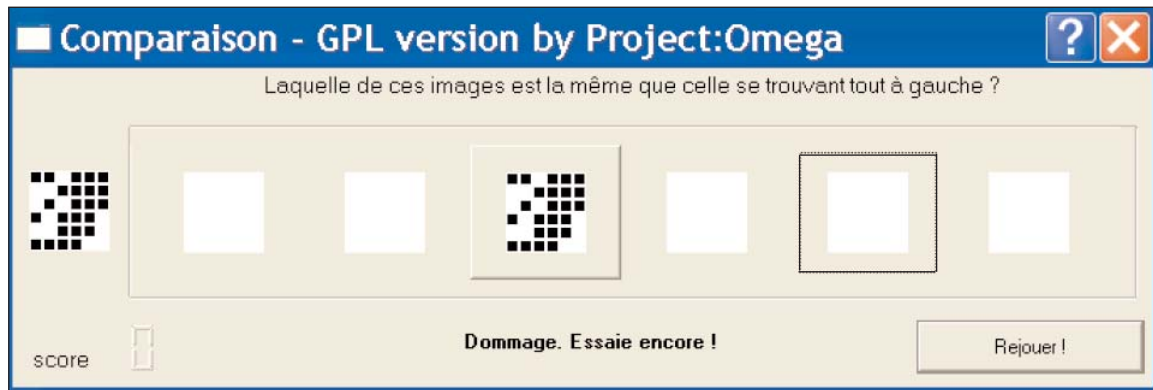 Comparaison - GPL version by Project:Omega
Laquelle de ces images est la même que celle se trouvant tout à gauche ?
score 0
Dommage. Essaie encore !
Rejouer !